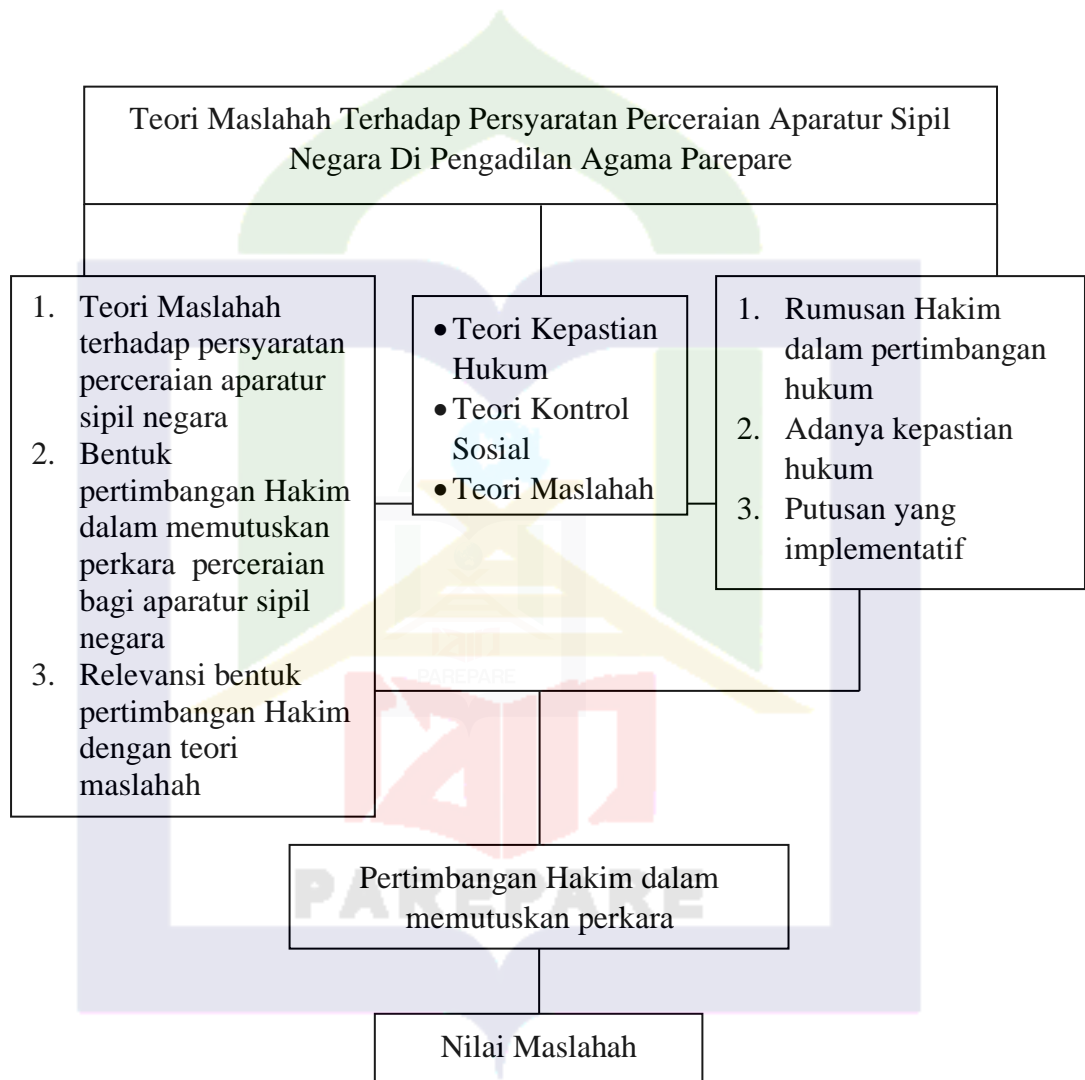 Teori Maslahah Terhadap Persyaratan Perceraian Aparatur Sipil
Negara Di Pengadilan Agama Parepare
1. Teori Maslahah
terhadap persyaratan
perceraian aparatur
sipil negara
2. Bentuk
pertimbangan Hakim
dalam memutuskan
perkara perceraian
bagi aparatur sipil
negara
3. Relevansi bentuk
pertimbangan Hakim
dengan teori
maslahah
• Teori Kepastian
Hukum
• Teori Kontrol
Sosial
• Teori Maslahah
1. Rumusan Hakim
dalam pertimbangan
hukum
2. Adanya kepastian
hukum
3. Putusan yang
implementatif
PAREPARE
Pertimbangan Hakim dalam
memutuskan perkara
PAREPARE
Nilai Maslahah